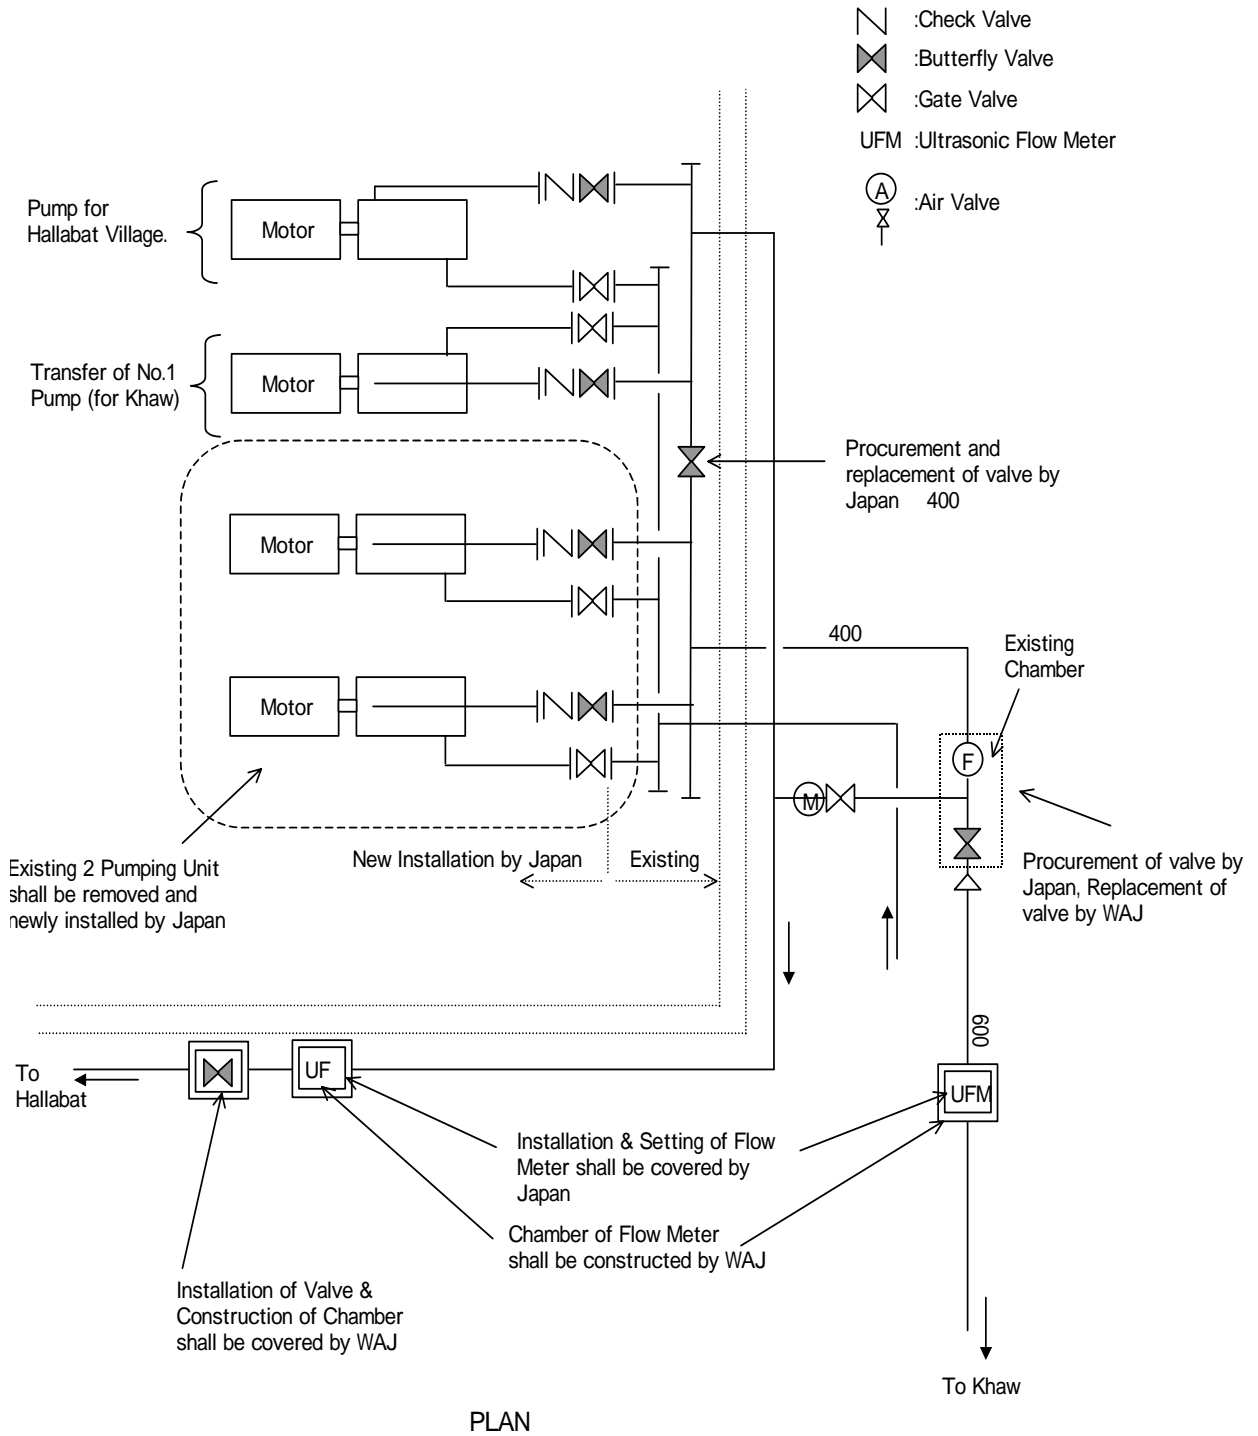 :Check Valve
:Butterfly Valve
:Gate Valve
UFM :Ultrasonic Flow Meter
A
:Air Valve
Pump for
Hallabat Village.
Motor
Transfer of No.1
Pump (for Khaw)
Motor
Procurement and
replacement of valve by
Japan 400
Motor
400
Existing
Chamber
Motor
F
M
New Installation by Japan
Existing
Existing 2 Pumping Unit
shall be removed and
newly installed by Japan
Procurement of valve by
Japan, Replacement of
valve by WAJ
600
To
Hallabat
UF
UFM
Installation & Setting of Flow
Meter shall be covered by
Japan
Chamber of Flow Meter
shall be constructed by WAJ
Installation of Valve &
Construction of Chamber
shall be covered by WAJ
To Khaw
PLAN